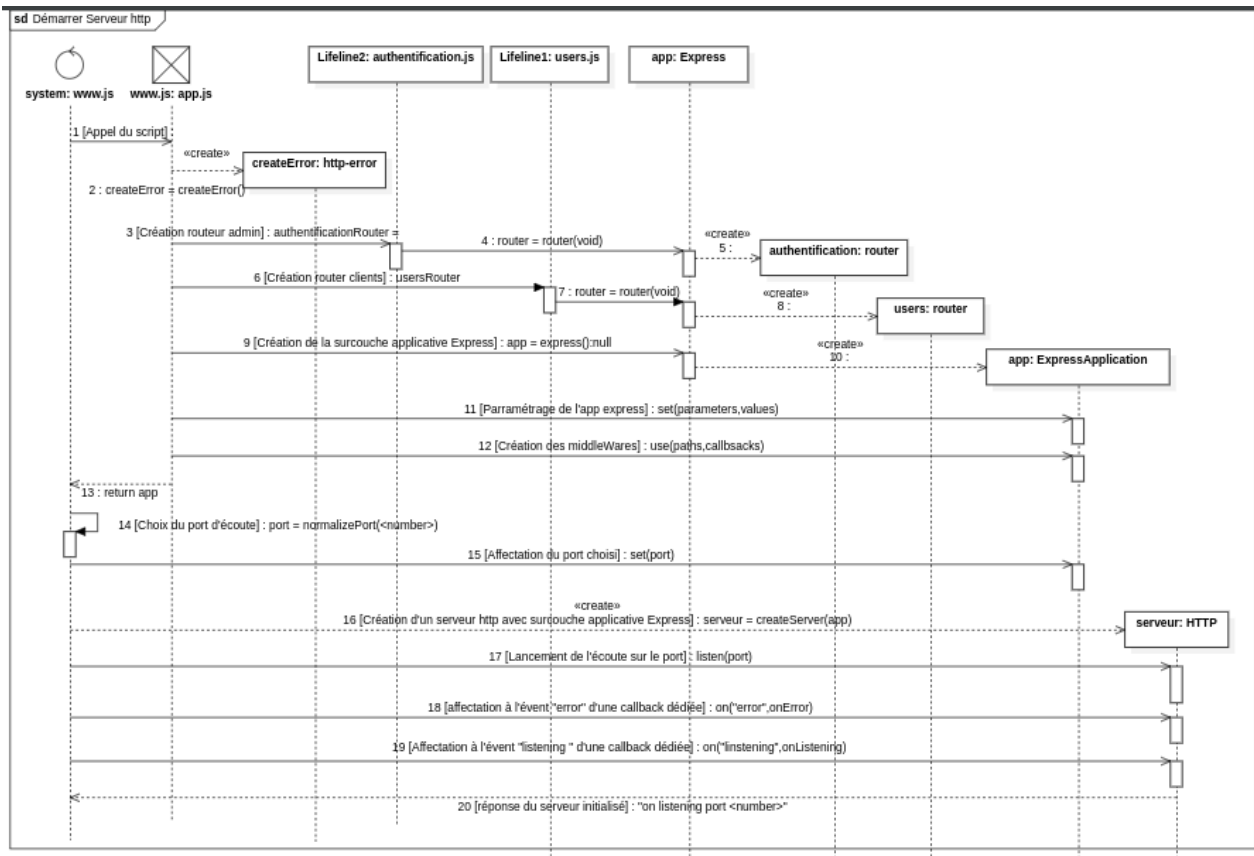 sd Démarrer Serveur http
system: www.js
www.js: app.js
Lifeline2: authentification.js
Lifeline1: users.js
app: Express
1 [Appel du script]
«create»
createError: http-error
2 : createError = createError()
3 [Création routeur admin] : authentificationRouter =
4 : router = router(void)
«create»
5 :
authentification: router
6 [Création router clients] : usersRouter
7 : router = router(void)
«create»
8 :
users: router
9 [Création de la surcouche applicative Express] : app = express():null
«create»
10 :
app: ExpressApplication
11 [Parramétrage de l'app express] : set(parameters,values)
12 [Création des middleWares] : use(paths,callbsacks)
13 : return app
14 [Choix du port d'écoute] : port = normalizePort(<number>)
15 [Affectation du port choisi] : set(port)
«create»
16 [Création d'un serveur http avec surcouche applicative Express] : serveur = createServer(app)
serveur: HTTP
17 [Lancement de l'écoute sur le port] : listen(port)
18 [affectation à l'évent "error" d'une callback dédiée] : on("error",onError)
19 [Affectation à l'évent "listening " d'une callback dédiée] : on("linstening",onListening)
20 [réponse du serveur initialisé] : "on listening port <number>"